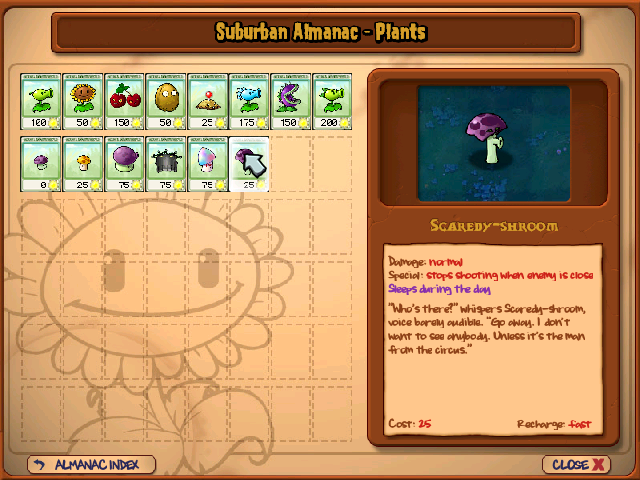 Suburban Almanac - Plants
100 50 150 50 25 175 150 200
0 25 75 75 75 25
SCAREDY-SHROOM
Damage: normal
Special: stops shooting when enemy is close
Sleeps during the day
"Who's there?" whispers Scaredy-shroom,
voice barely audible. "Go away. I don't
want to see anybody. Unless it's the man
from the circus."
Cost: 25 Recharge: fast
ALMANAC INDEX CLOSE X